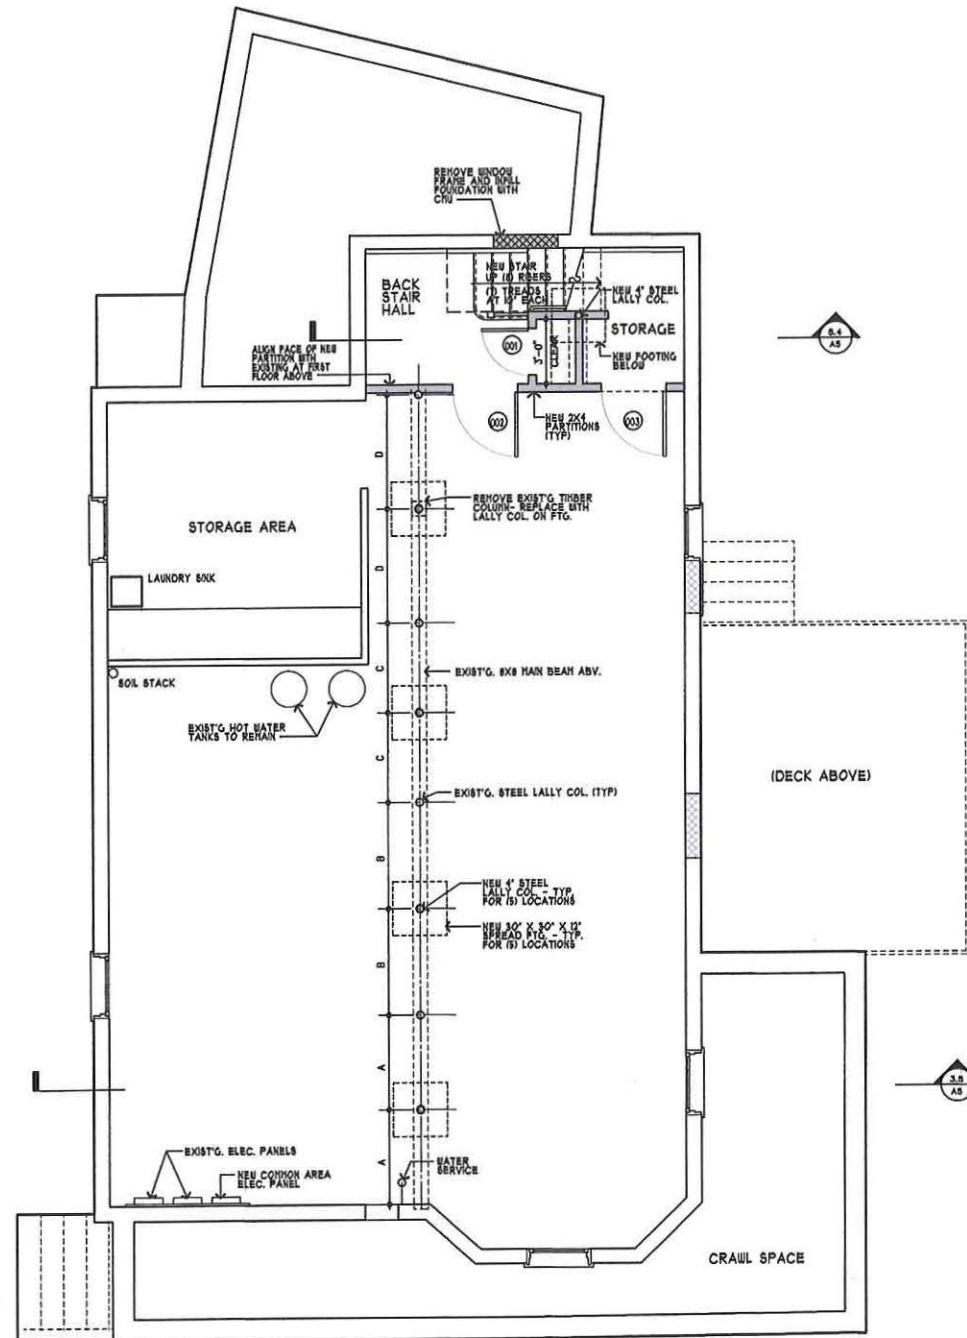 REMOVE WINDOW
FRAME AND INFILL
FOUNDATION WITH
CMU
BACK
STAIR
HALL
NEW STAIR
UP (8) RISERS
(7) TREADS
AT 10" EACH
NEW 4" STEEL
LALLY COL.
STORAGE
5.4
A5
ALIGN FACE OF NEW
PARTITION WITH
EXISTING AT FIRST
FLOOR ABOVE
001
3'-0"
CLEAR
NEW FOOTING
BELOW
002
NEW 2X4
PARTITIONS
(TYP)
003
D
REMOVE EXIST'G TIMBER
COLUMN- REPLACE WITH
LALLY COL. ON FTG.
STORAGE AREA
D
LAUNDRY SINK
C
EXIST'G. 8X8 MAIN BEAM ABV.
SOIL STACK
EXIST'G HOT WATER
TANKS TO REMAIN
C
(DECK ABOVE)
EXIST'G. STEEL LALLY COL. (TYP)
B
NEW 4" STEEL
LALLY COL. - TYP.
FOR (5) LOCATIONS
NEW 30" X 30" X 12"
SPREAD FTG. - TYP.
FOR (5) LOCATIONS
B
A
3.5
A5
EXIST'G. ELEC. PANELS
NEW COMMON AREA
ELEC. PANEL
A
WATER
SERVICE
CRAWL SPACE